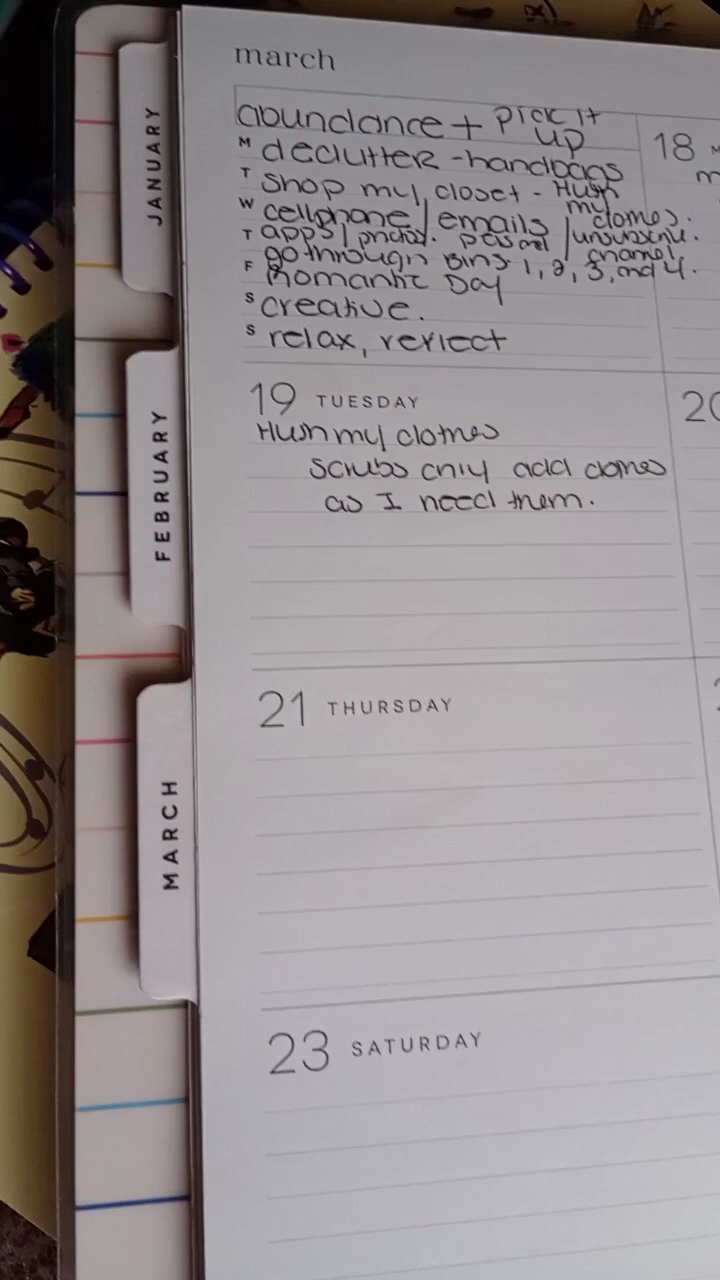 march
abundance + Pick it
up
M declutter - handbags
T shop my closet - Hush
my clothes.
W cellphone / emails
T apps / photos. / unsubscribe.
go through Bins 1, 2, 3, and 4.
F Romantic Day
S creative.
S relax, reflect
18
19 TUESDAY
Hush my clothes
Scrubs only add clothes
as I need them.
21 THURSDAY
23 SATURDAY
JANUARY
FEBRUARY
MARCH